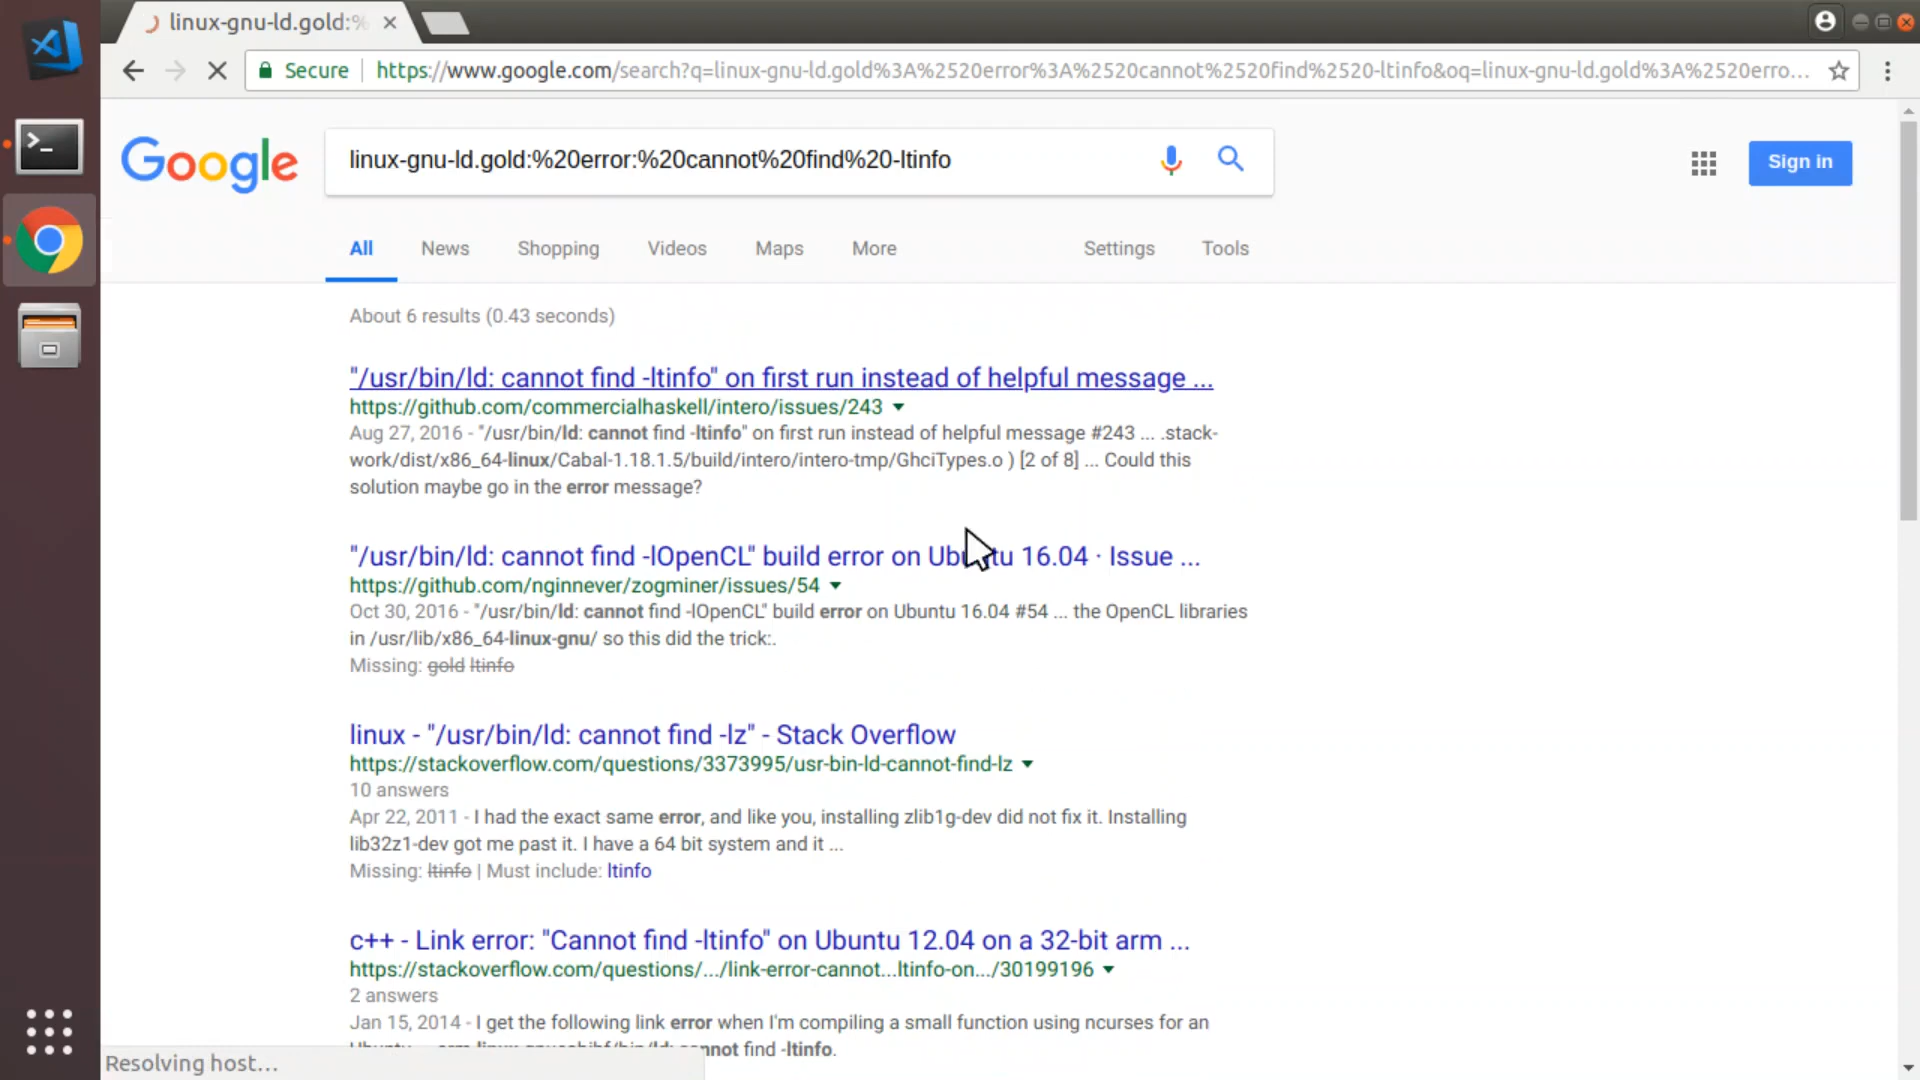 linux-gnu-ld.gold:%
Secure
https://www.google.com/search?q=linux-gnu-ld.gold%3A%2520error%3A%2520cannot%2520find%2520-ltinfo&oq=linux-gnu-ld.gold%3A%2520erro...
Google
linux-gnu-ld.gold:%20error:%20cannot%20find%20-ltinfo
Sign in
All News Shopping Videos Maps More Settings Tools
About 6 results (0.43 seconds)
"/usr/bin/ld: cannot find -ltinfo" on first run instead of helpful message ...
https://github.com/commercialhaskell/intero/issues/243
Aug 27, 2016 - "/usr/bin/ld: cannot find -ltinfo" on first run instead of helpful message #243 ... .stack-
work/dist/x86_64-linux/Cabal-1.18.1.5/build/intero/intero-tmp/GhciTypes.o ) [2 of 8] ... Could this
solution maybe go in the error message?
"/usr/bin/ld: cannot find -lOpenCL" build error on Ubuntu 16.04 · Issue ...
https://github.com/nginnever/zogminer/issues/54
Oct 30, 2016 - "/usr/bin/ld: cannot find -lOpenCL" build error on Ubuntu 16.04 #54 ... the OpenCL libraries
in /usr/lib/x86_64-linux-gnu/ so this did the trick:.
Missing: gold ltinfo
linux - "/usr/bin/ld: cannot find -lz" - Stack Overflow
https://stackoverflow.com/questions/3373995/usr-bin-ld-cannot-find-lz
10 answers
Apr 22, 2011 - I had the exact same error, and like you, installing zlib1g-dev did not fix it. Installing
lib32z1-dev got me past it. I have a 64 bit system and it ...
Missing: ltinfo | Must include: ltinfo
c++ - Link error: "Cannot find -ltinfo" on Ubuntu 12.04 on a 32-bit arm ...
https://stackoverflow.com/questions/.../link-error-cannot...ltinfo-on.../30199196
2 answers
Jan 15, 2014 - I get the following link error when I'm compiling a small function using ncurses for an
find -ltinfo.
Resolving host...